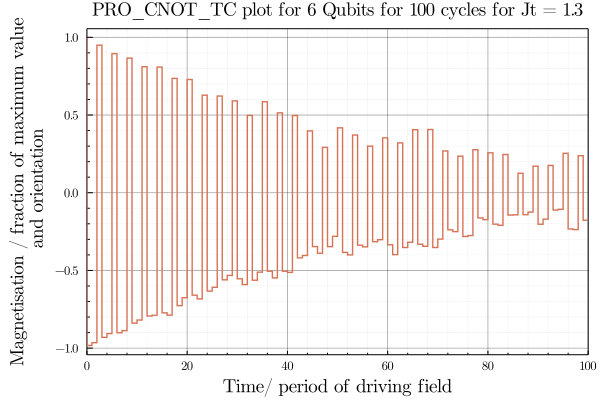 PRO_CNOT_TC plot for 6 Qubits for 100 cycles for Jt = 1.3
Magnetisation / fraction of maximum value
and orientation
1.0
0.5
0.0
−0.5
−1.0
0 20 40 60 80 100
Time/ period of driving field